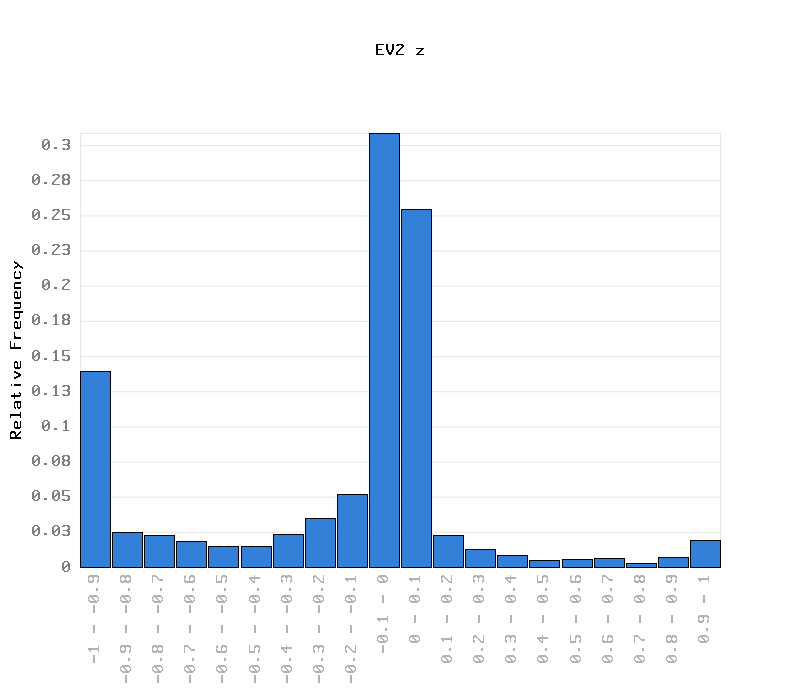 EV2 z
0.3
0.28
0.25
0.23
0.2
0.18
0.15
0.13
0.1
0.08
0.05
0.03
0
Relative Frequency
-1 - -0.9
-0.9 - -0.8
-0.8 - -0.7
-0.7 - -0.6
-0.6 - -0.5
-0.5 - -0.4
-0.4 - -0.3
-0.3 - -0.2
-0.2 - -0.1
-0.1 - 0
0 - 0.1
0.1 - 0.2
0.2 - 0.3
0.3 - 0.4
0.4 - 0.5
0.5 - 0.6
0.6 - 0.7
0.7 - 0.8
0.8 - 0.9
0.9 - 1